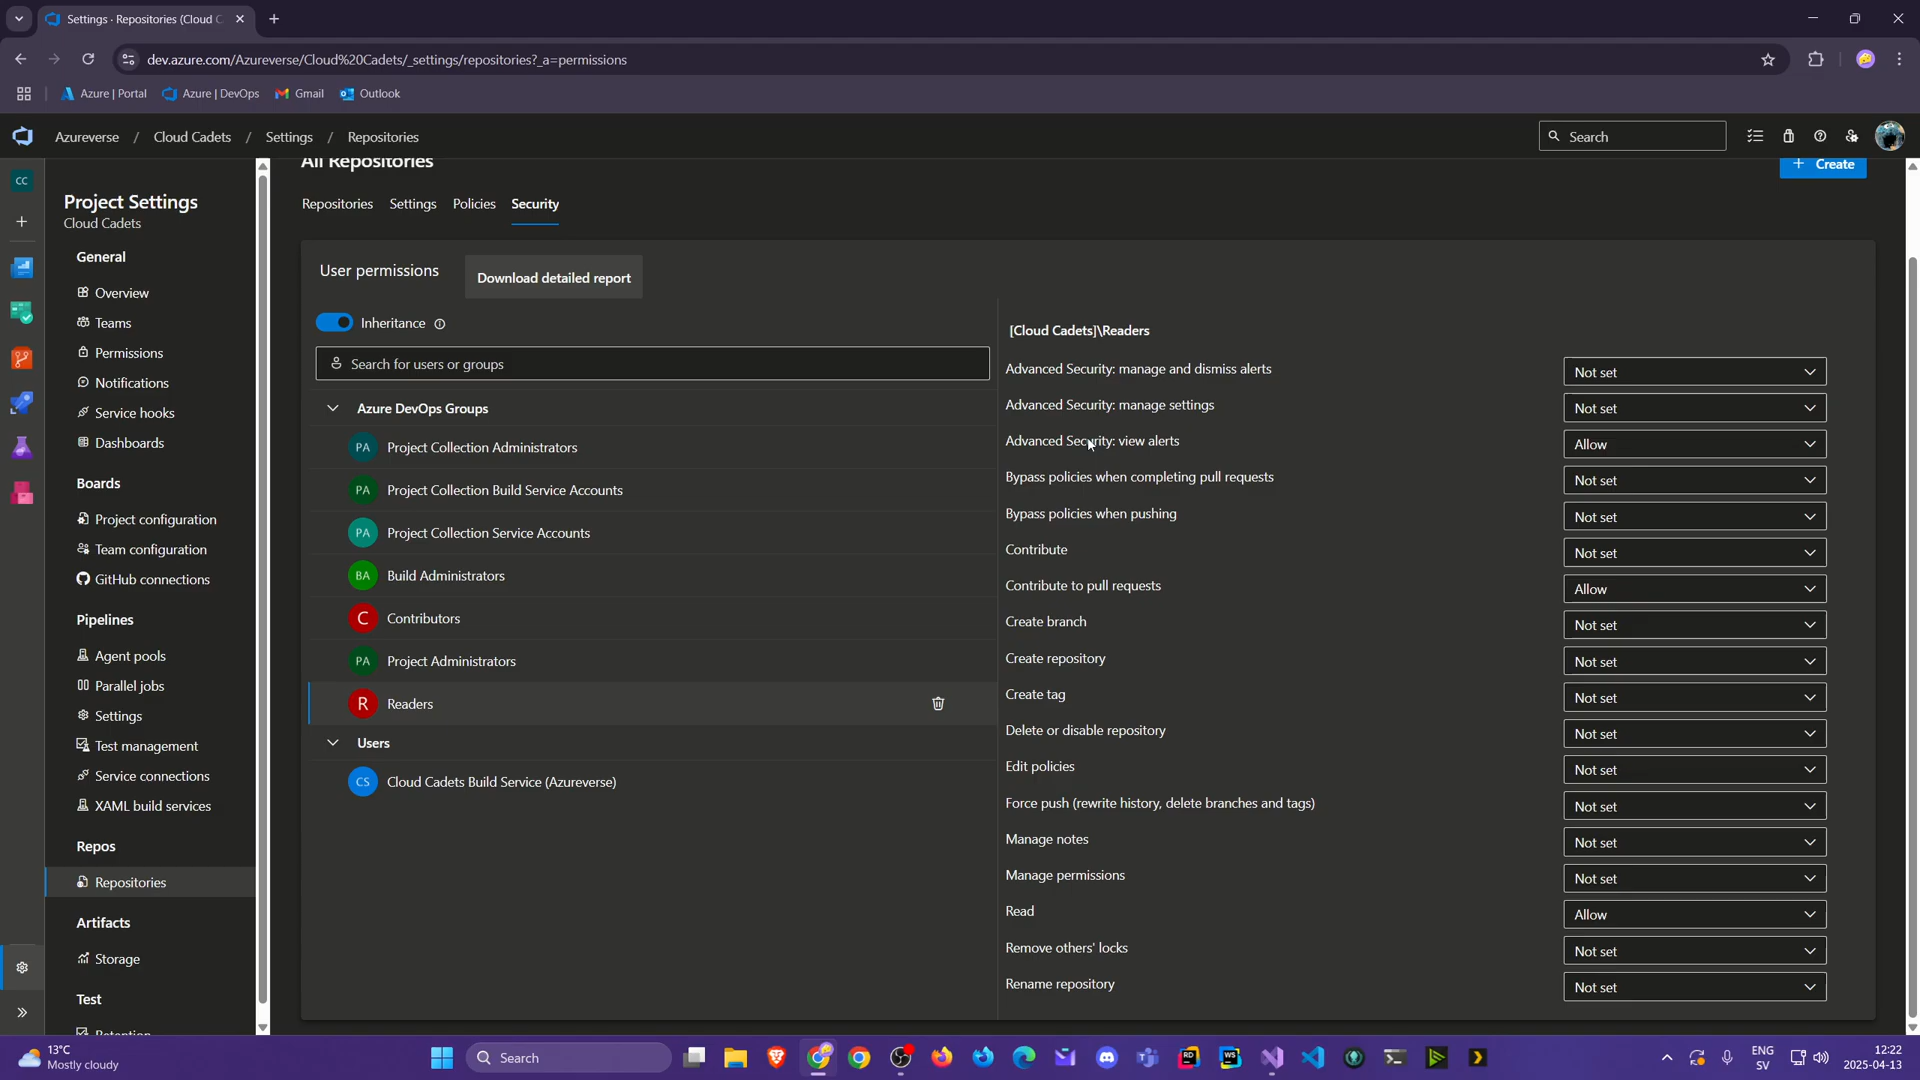 Settings · Repositories (Cloud C
dev.azure.com/Azureverse/Cloud%20Cadets/_settings/repositories?_a=permissions
Azure | Portal
Azure | DevOps
Gmail
Outlook
Azureverse / Cloud Cadets / Settings / Repositories
Search
CC
Project Settings
Cloud Cadets
General
Overview
Teams
Permissions
Notifications
Service hooks
Dashboards
Boards
Project configuration
Team configuration
GitHub connections
Pipelines
Agent pools
Parallel jobs
Settings
Test management
Service connections
XAML build services
Repos
Repositories
Artifacts
Storage
Test
Retention
All Repositories
Create
Repositories
Settings
Policies
Security
User permissions
Download detailed report
Inheritance
Search for users or groups
Azure DevOps Groups
PA Project Collection Administrators
PA Project Collection Build Service Accounts
PA Project Collection Service Accounts
BA Build Administrators
C Contributors
PA Project Administrators
R Readers
Users
CS Cloud Cadets Build Service (Azureverse)
[Cloud Cadets]\Readers
Advanced Security: manage and dismiss alerts Not set
Advanced Security: manage settings Not set
Advanced Security: view alerts Allow
Bypass policies when completing pull requests Not set
Bypass policies when pushing Not set
Contribute Not set
Contribute to pull requests Allow
Create branch Not set
Create repository Not set
Create tag Not set
Delete or disable repository Not set
Edit policies Not set
Force push (rewrite history, delete branches and tags) Not set
Manage notes Not set
Manage permissions Not set
Read Allow
Remove others' locks Not set
Rename repository Not set
13°C
Mostly cloudy
Search
RD
WS
ENG
SV
12:22
2025-04-13